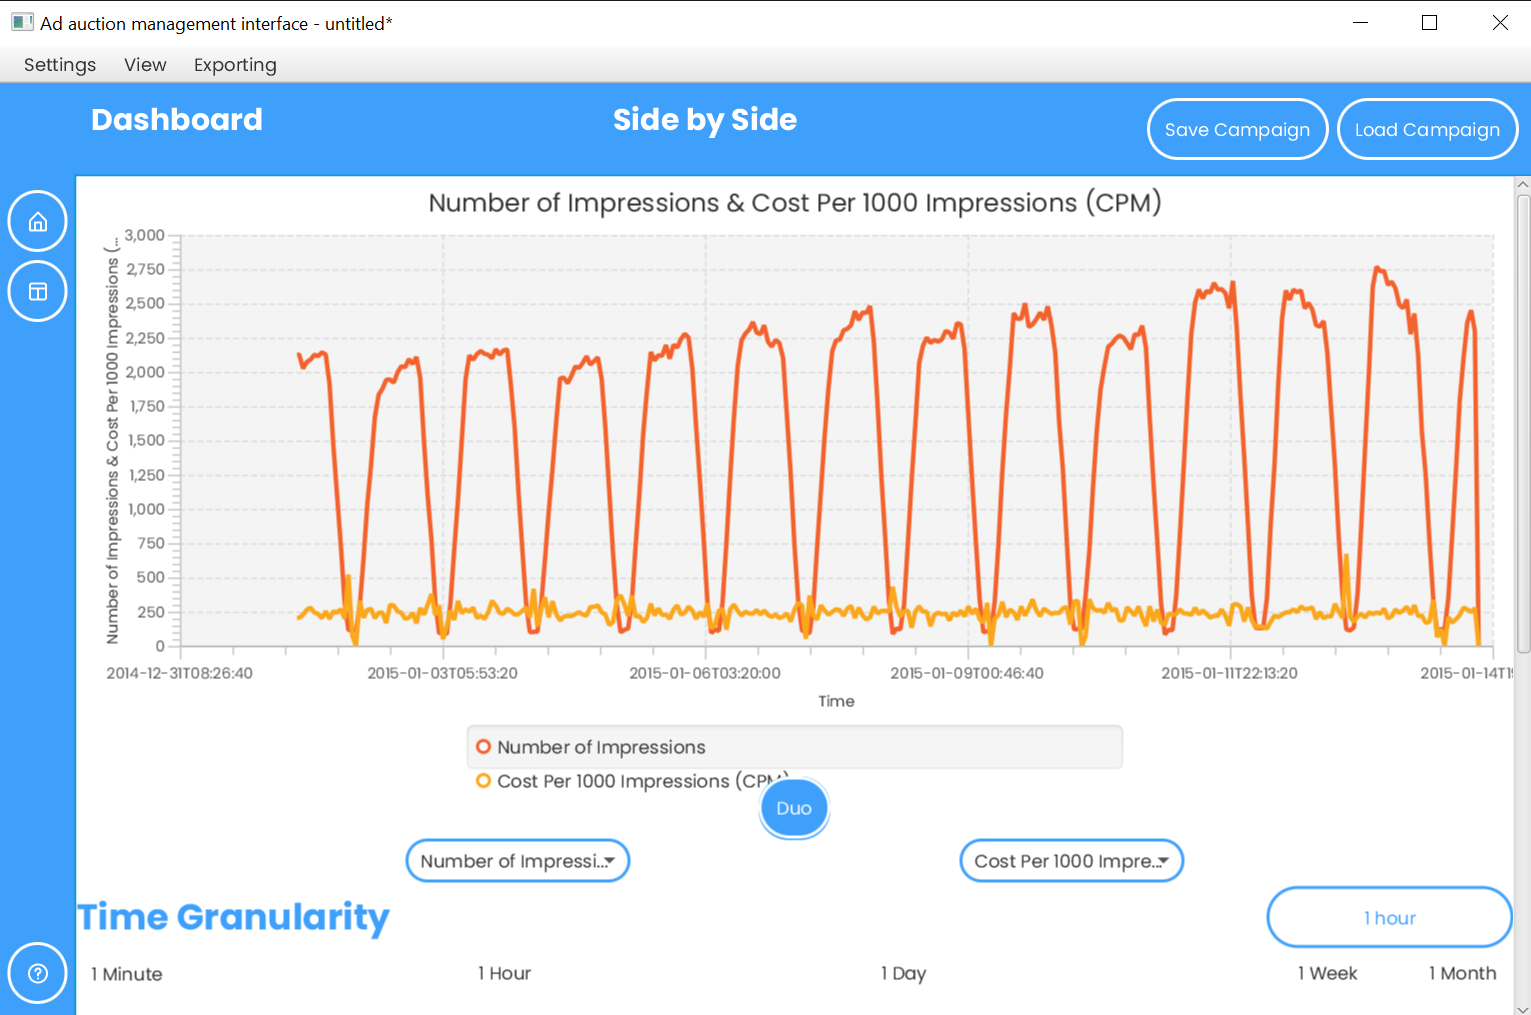 Ad auction management interface - untitled*
Settings View Exporting
Dashboard Side by Side Save Campaign Load Campaign
Number of Impressions & Cost Per 1000 Impressions (CPM)
Number of Impressions & Cost Per 1000 Impressions (...
3,000
2,750
2,500
2,250
2,000
1,750
1,500
1,250
1,000
750
500
250
0
2014-12-31T08:26:40 2015-01-03T05:53:20 2015-01-06T03:20:00 2015-01-09T00:46:40 2015-01-11T22:13:20 2015-01-14T1
Time
Number of Impressions
Cost Per 1000 Impressions (CPM)
Duo
Number of Impressi... Cost Per 1000 Impre...
Time Granularity 1 hour
1 Minute 1 Hour 1 Day 1 Week 1 Month